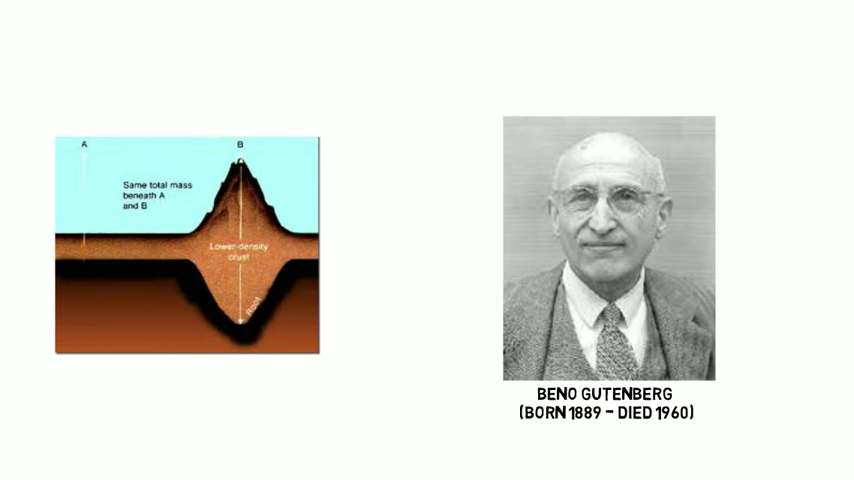 A
B
Same total mass
beneath A
and B
Lower-density
crust
Root
BENO GUTENBERG
(BORN 1889 - DIED 1960)